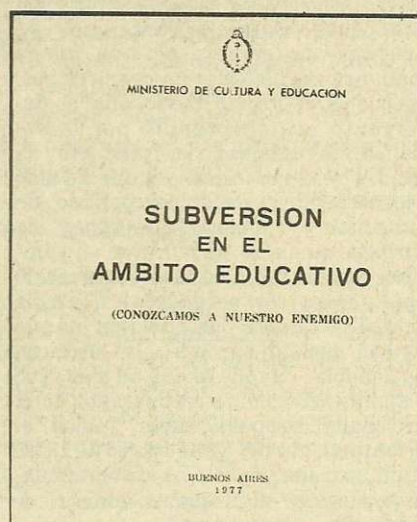 MINISTERIO DE CULTURA Y EDUCACION
SUBVERSION
EN EL
AMBITO EDUCATIVO
(CONOZCAMOS A NUESTRO ENEMIGO)
BUENOS AIRES
1977